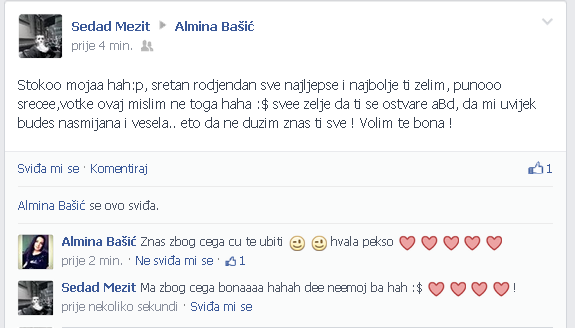 Sedad Mezit ▸ Almina Bašić
prije 4 min.
Stokoo mojaa hah:p, sretan rodjendan sve najljepse i najbolje ti zelim, punooo
srecee,votke ovaj mislim ne toga haha :$ svee zelje da ti se ostvare aBd, da mi uvijek
budes nasmijana i vesela.. eto da ne duzim znas ti sve ! Volim te bona !
Sviđa mi se · Komentiraj 1
Almina Bašić se ovo sviđa.
Almina Bašić Znas zbog cega cu te ubiti 😉 😉 hvala pekso ❤ ❤ ❤ ❤ ❤
prije 2 min. · Ne sviđa mi se · 1
Sedad Mezit Ma zbog cega bonaaaa hahah dee neemoj ba hah :$ ❤ ❤ ❤ ❤ !
prije nekoliko sekundi · Sviđa mi se